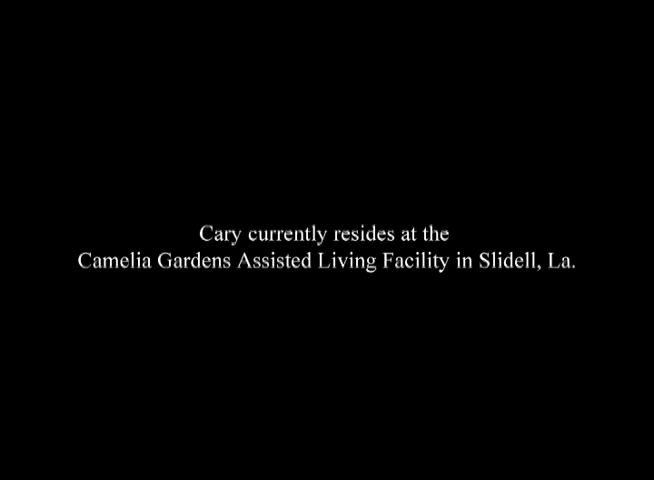 Cary currently resides at the
Camelia Gardens Assisted Living Facility in Slidell, La.